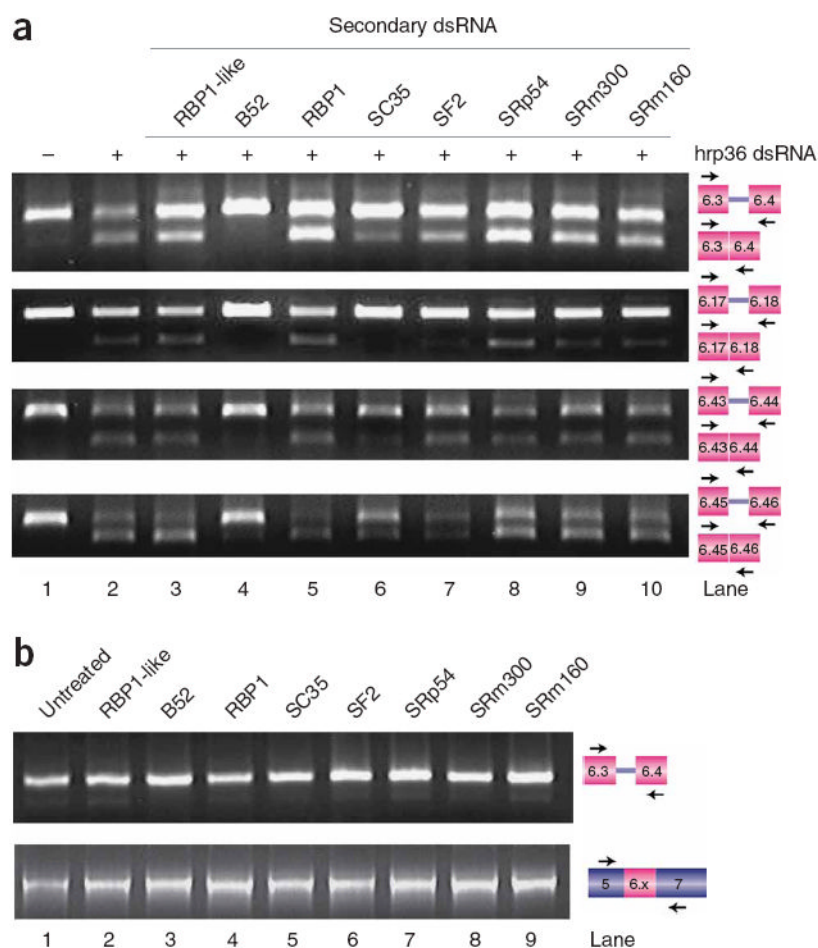 a
Secondary dsRNA
RBP1-like B52 RBP1 SC35 SF2 SRp54 SRm300 SRm160
– + + + + + + + + + hrp36 dsRNA
6.3 6.4
6.3 6.4
6.17 6.18
6.17 6.18
6.43 6.44
6.43 6.44
6.45 6.46
6.45 6.46
1 2 3 4 5 6 7 8 9 10 Lane
b
Untreated RBP1-like B52 RBP1 SC35 SF2 SRp54 SRm300 SRm160
6.3 6.4
5 6.x 7
1 2 3 4 5 6 7 8 9 Lane